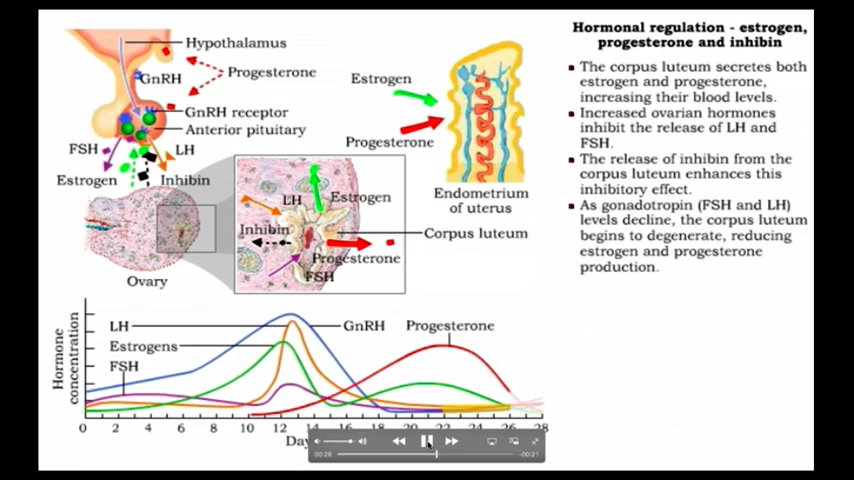 Hormonal regulation - estrogen,
progesterone and inhibin
The corpus luteum secretes both
estrogen and progesterone,
increasing their blood levels.
Increased ovarian hormones
inhibit the release of LH and
FSH.
The release of inhibin from the
corpus luteum enhances this
inhibitory effect.
As gonadotropin (FSH and LH)
levels decline, the corpus luteum
begins to degenerate, reducing
estrogen and progesterone
production.
Hypothalamus
GnRH
Progesterone
GnRH receptor
Anterior pituitary
FSH
LH
Estrogen
Inhibin
Ovary
LH
Estrogen
Inhibin
Progesterone
FSH
Corpus luteum
Estrogen
Progesterone
Endometrium
of uterus
Hormone
concentration
LH
Estrogens
FSH
GnRH
Progesterone
0 2 4 6 8 10 12 14 16 18 20 22 24 26 28
Day
00:26
-00:21